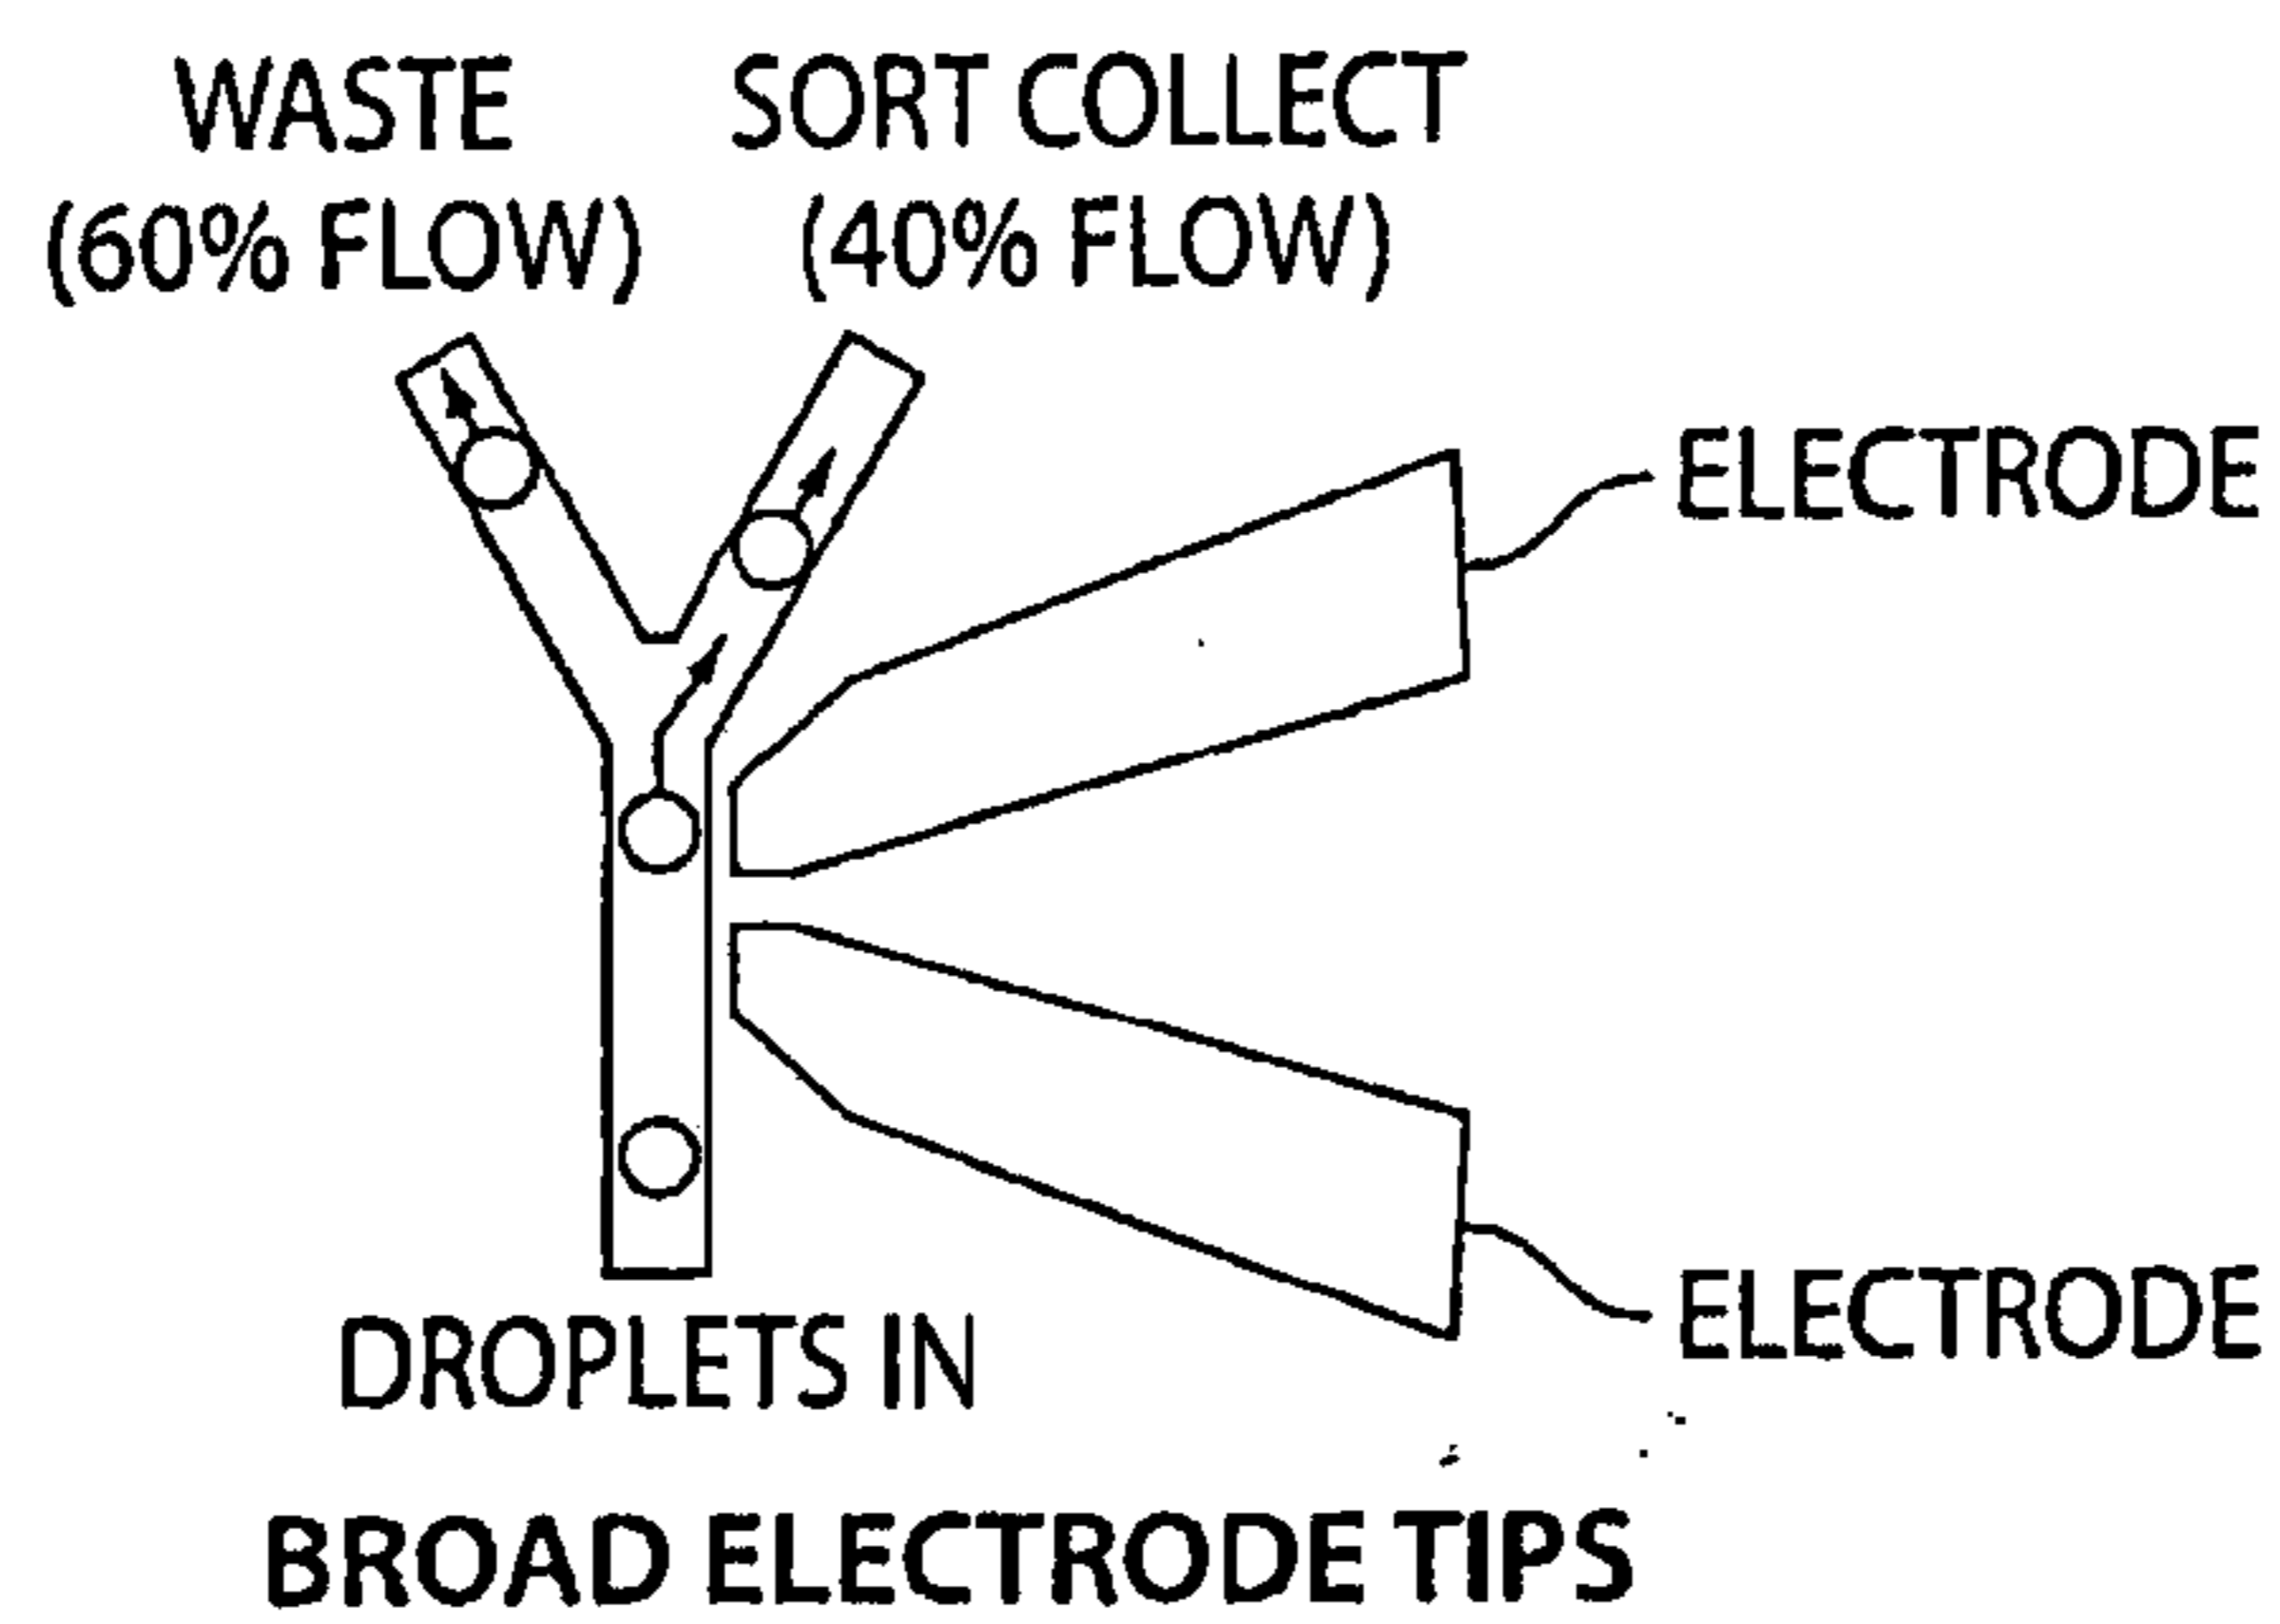 WASTE
(60% FLOW)
SORT COLLECT
(40% FLOW)
ELECTRODE
ELECTRODE
DROPLETS IN
BROAD ELECTRODE TIPS